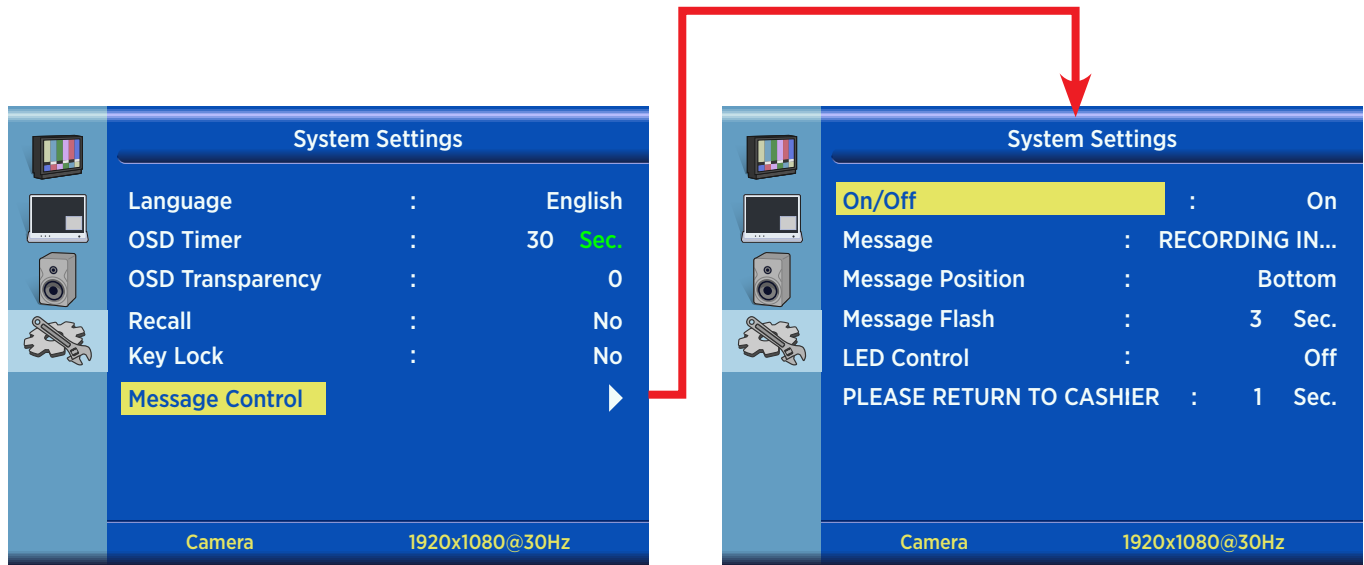 System Settings
Language : English
OSD Timer : 30 Sec.
OSD Transparency : 0
Recall : No
Key Lock : No
Message Control
Camera 1920x1080@30Hz
System Settings
On/Off : On
Message : RECORDING IN...
Message Position : Bottom
Message Flash : 3 Sec.
LED Control : Off
PLEASE RETURN TO CASHIER : 1 Sec.
Camera 1920x1080@30Hz